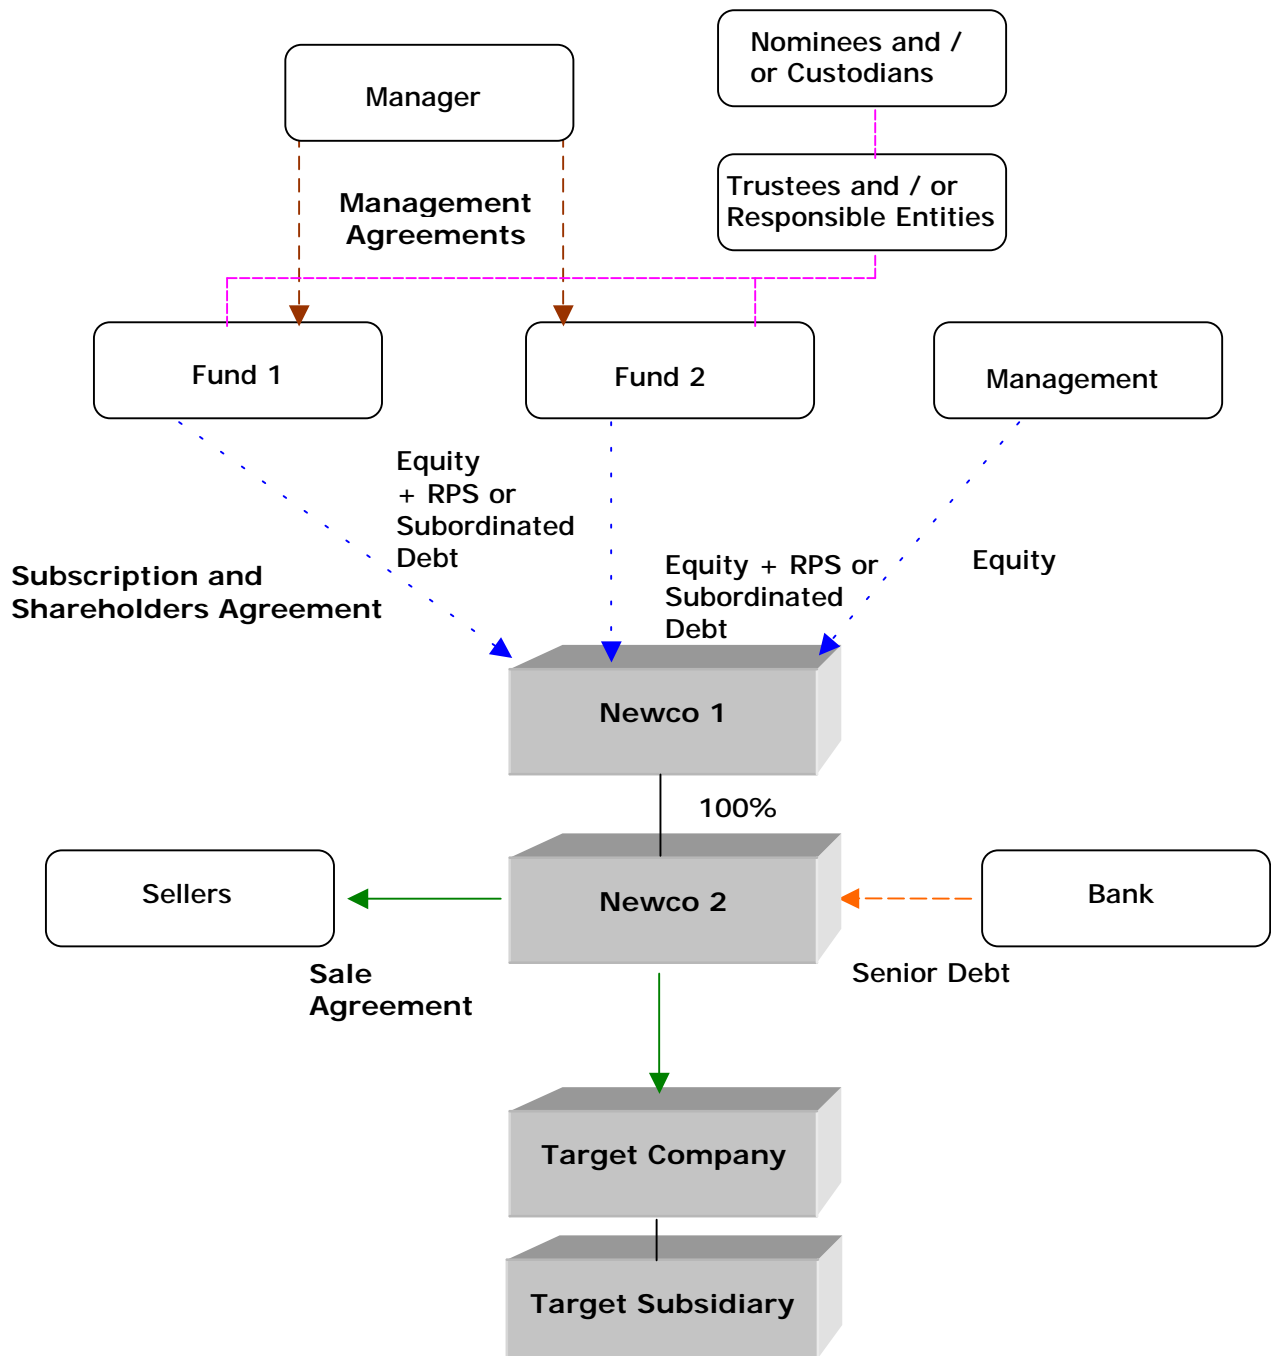 Nominees and /
or Custodians
Manager
Trustees and / or
Responsible Entities
Management
Agreements
Fund 1
Fund 2
Management
Equity
+ RPS or
Subordinated
Debt
Equity + RPS or
Subordinated
Debt
Equity
Subscription and
Shareholders Agreement
Newco 1
100%
Sellers
Newco 2
Bank
Sale
Agreement
Senior Debt
Target Company
Target Subsidiary